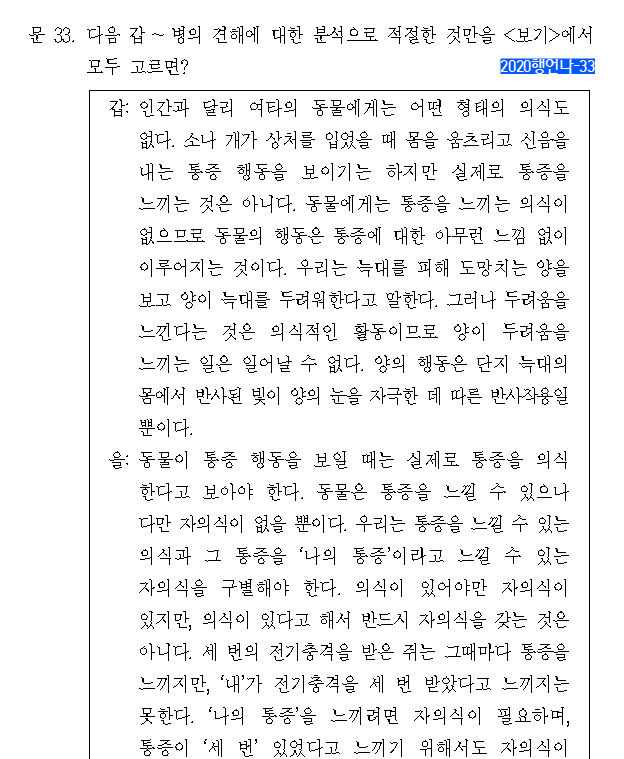 문 33. 다음 갑 ~ 병의 견해에 대한 분석으로 적절한 것만을 <보기>에서
모두 고르면?
2020행언나-33
갑: 인간과 달리 여타의 동물에게는 어떤 형태의 의식도
없다. 소나 개가 상처를 입었을 때 몸을 움츠리고 신음을
내는 통증 행동을 보이기는 하지만 실제로 통증을
느끼는 것은 아니다. 동물에게는 통증을 느끼는 의식이
없으므로 동물의 행동은 통증에 대한 아무런 느낌 없이
이루어지는 것이다. 우리는 늑대를 피해 도망치는 양을
보고 양이 늑대를 두려워한다고 말한다. 그러나 두려움을
느낀다는 것은 의식적인 활동이므로 양이 두려움을
느끼는 일은 일어날 수 없다. 양의 행동은 단지 늑대의
몸에서 반사된 빛이 양의 눈을 자극한 데 따른 반사작용일
뿐이다.
을: 동물이 통증 행동을 보일 때는 실제로 통증을 의식
한다고 보아야 한다. 동물은 통증을 느낄 수 있으나
다만 자의식이 없을 뿐이다. 우리는 통증을 느낄 수 있는
의식과 그 통증을 '나의 통증'이라고 느낄 수 있는
자의식을 구별해야 한다. 의식이 있어야만 자의식이
있지만, 의식이 있다고 해서 반드시 자의식을 갖는 것은
아니다. 세 번의 전기충격을 받은 쥐는 그때마다 통증을
느끼지만, '내'가 전기충격을 세 번 받았다고 느끼지는
못한다. '나의 통증'을 느끼려면 자의식이 필요하며,
통증이 '세 번' 있었다고 느끼기 위해서도 자의식이